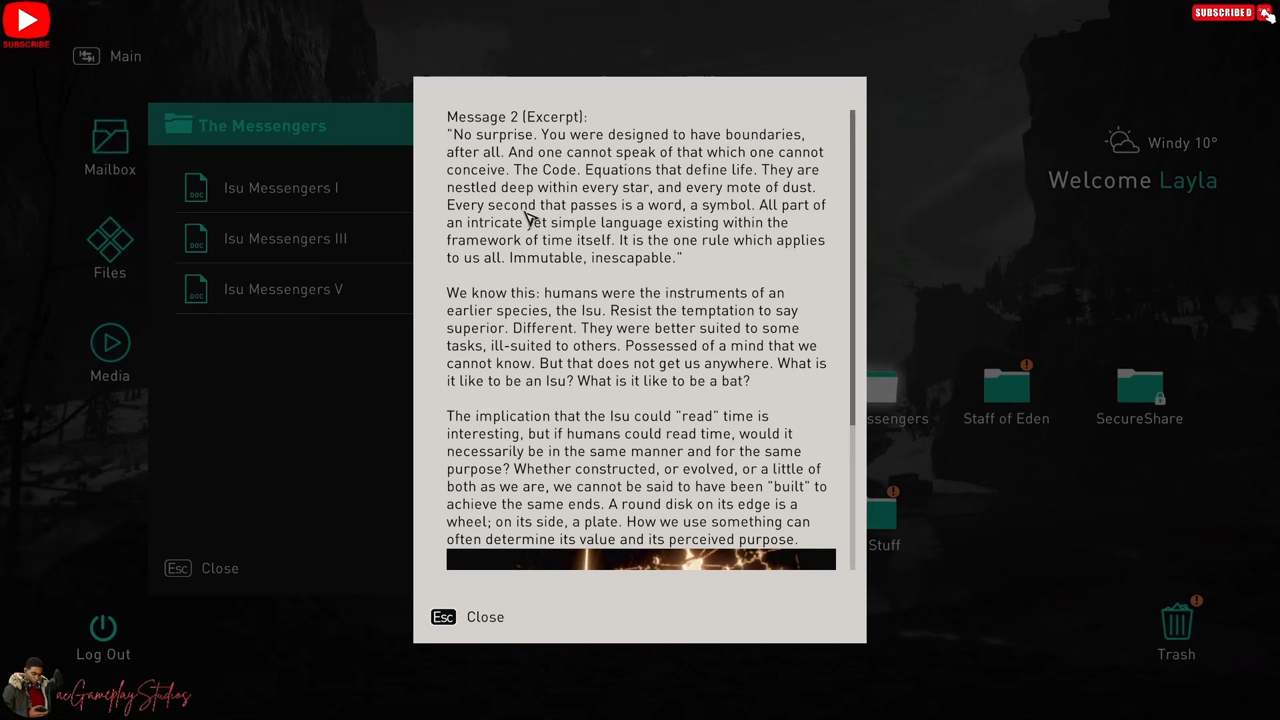 SUBSCRIBE
SUBSCRIBED
Main
Mailbox
Files
Media
Log Out
The Messengers
Isu Messengers I
Isu Messengers III
Isu Messengers V
Esc Close
Message 2 (Excerpt):
"No surprise. You were designed to have boundaries,
after all. And one cannot speak of that which one cannot
conceive. The Code. Equations that define life. They are
nestled deep within every star, and every mote of dust.
Every second that passes is a word, a symbol. All part of
an intricate yet simple language existing within the
framework of time itself. It is the one rule which applies
to us all. Immutable, inescapable."
We know this: humans were the instruments of an
earlier species, the Isu. Resist the temptation to say
superior. Different. They were better suited to some
tasks, ill-suited to others. Possessed of a mind that we
cannot know. But that does not get us anywhere. What is
it like to be an Isu? What is it like to be a bat?
The implication that the Isu could "read" time is
interesting, but if humans could read time, would it
necessarily be in the same manner and for the same
purpose? Whether constructed, or evolved, or a little of
both as we are, we cannot be said to have been "built" to
achieve the same ends. A round disk on its edge is a
wheel; on its side, a plate. How we use something can
often determine its value and its perceived purpose.
Esc Close
Windy 10°
Welcome Layla
ssengers
Staff of Eden
SecureShare
Stuff
Trash
acGameplayStudios